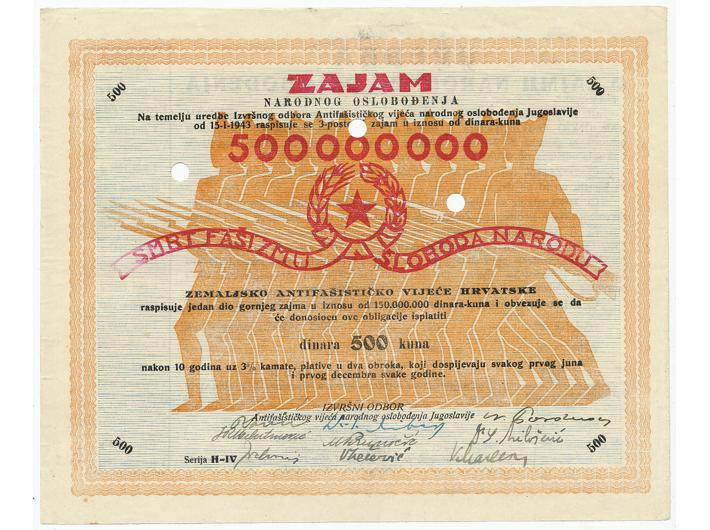 500
500
ZAJAM
NARODNOG OSLOBOĐENJA
Na temelju uredbe Izvršnog odbora Antifašističkog vijeća narodnog oslobođenja Jugoslavije
od 15-I-1943 raspisuje se 3-posto zajam u iznosu od dinara-kuna
500000000
SMRT FAŠIZMU SLOBODA NARODU
ZEMALJSKO ANTIFAŠISTIČKO VIJEĆE HRVATSKE
raspisuje jedan dio gornjeg zajma u iznosu od 150.000.000 dinara-kuna i obvezuje se da
će donosiocu ove obligacije isplatiti
dinara 500 kuna
nakon 10 godina uz 3% kamate, plative u dva obroka, koji dospijevaju svakog prvog juna
i prvog decembra svake godine.
IZVRŠNI ODBOR
Antifašističkog vijeća narodnog oslobođenja Jugoslavije
500
500
Serija H-IV